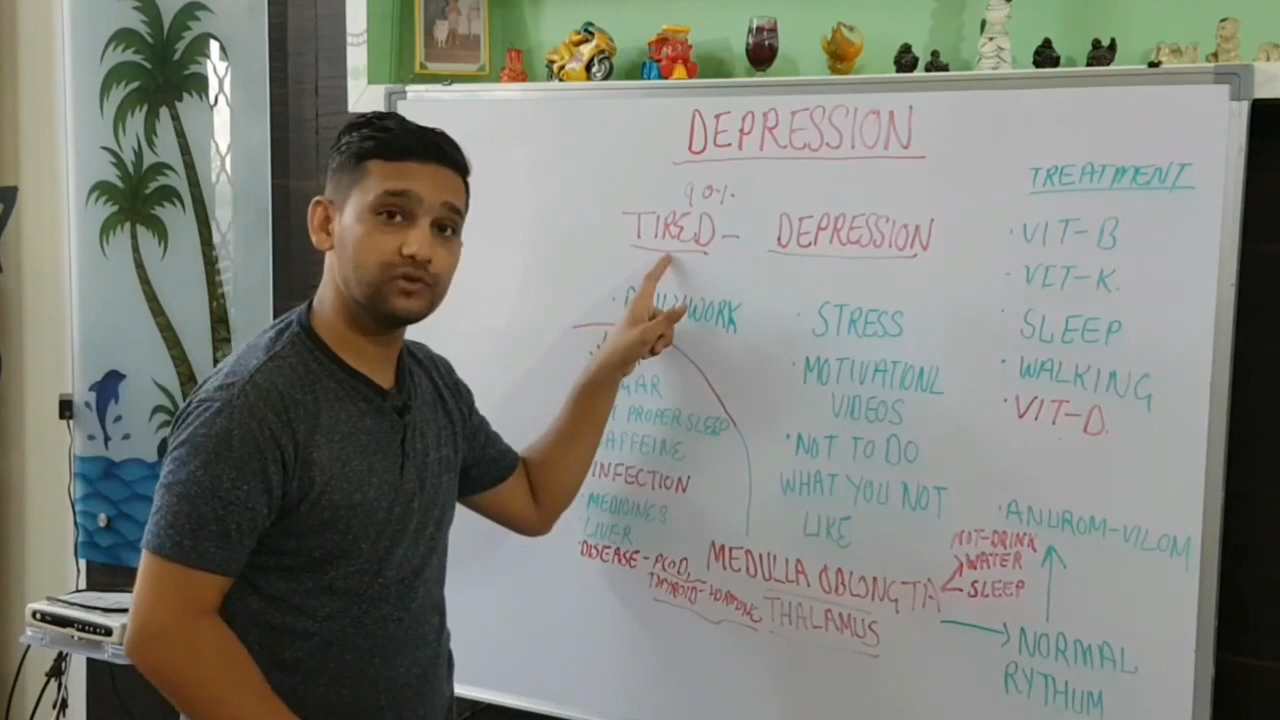 DEPRESSION
90%
TIRED - DEPRESSION
WORK
PROPER SLEEP
INFECTION
· MEDICINES
· LIVER
· DISEASE - PCOD,
THYROID - HORMONE
· STRESS
· MOTIVATIONL
VIDEOS
· NOT TO DO
WHAT YOU NOT
LIKE
MEDULLA OBLONGTA
THALAMUS
NOT-DRINK
WATER
SLEEP
TREATMENT
· VIT-B
· VIT-K.
· SLEEP
· WALKING
· VIT-D.
· ANUROM-VILOM
NORMAL
RYTHUM